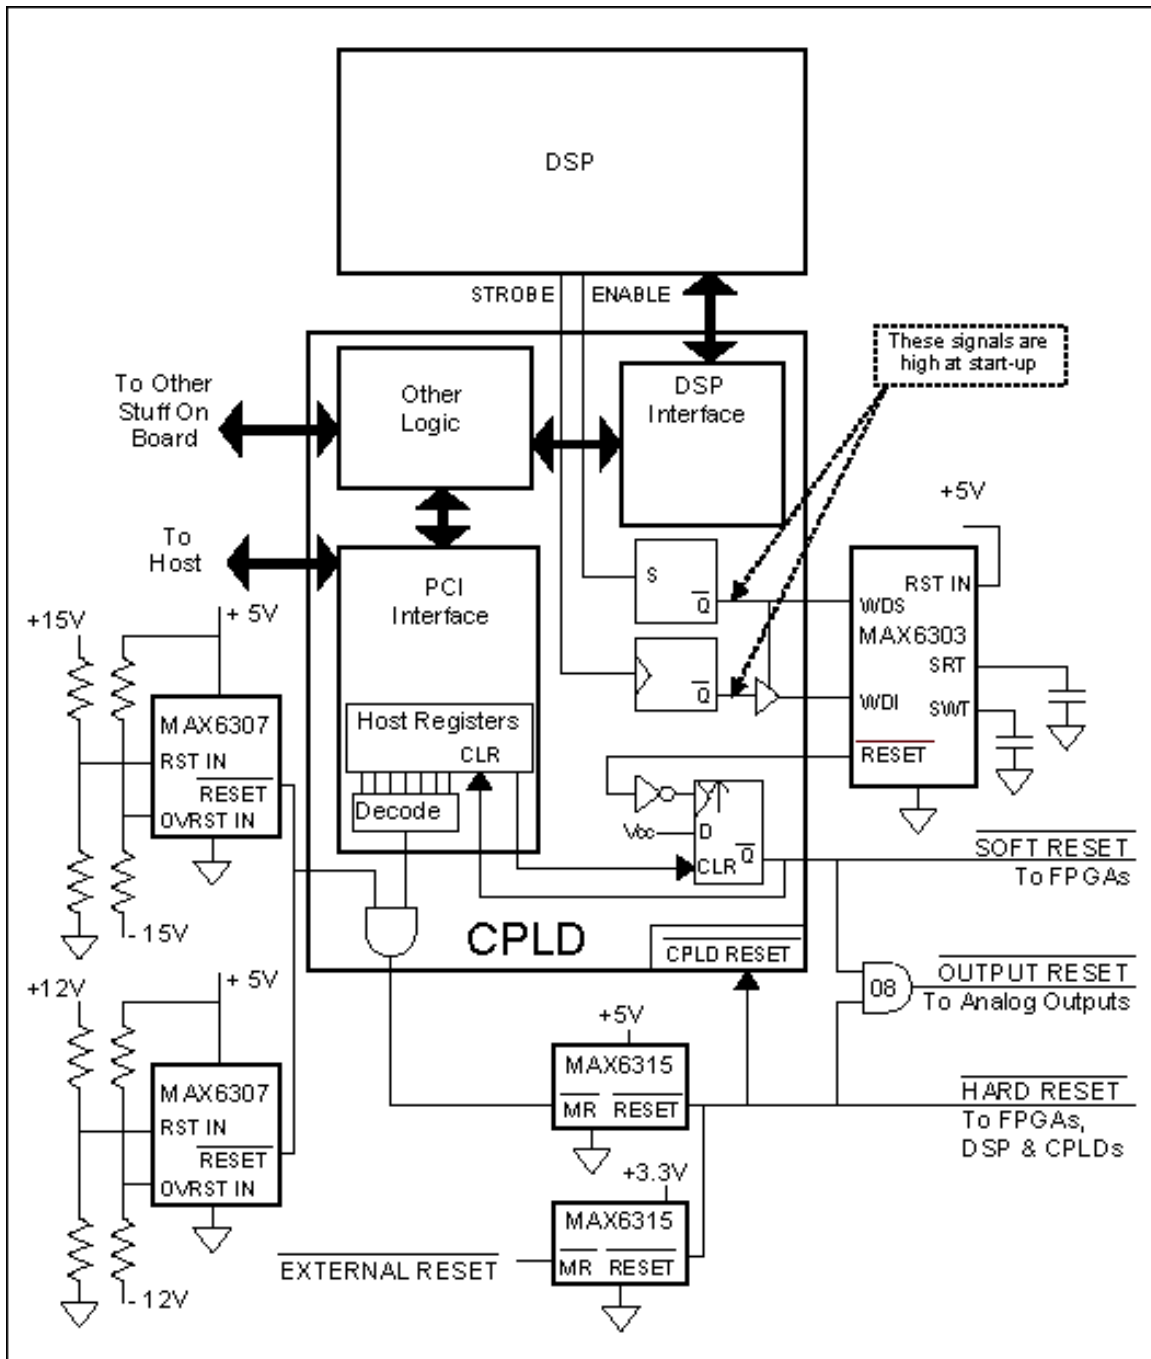 DSP
STROBE
ENABLE
These signals are
high at start-up
To Other
Stuff On
Board
Other
Logic
DSP
Interface
+5V
To
Host
PCI
Interface
S
Q
RST IN
WDS
MAX6303
SRT
WDI
SWT
RESET
Q
+15V
+ 5V
MAX6307
RST IN
RESET
OVRST IN
- 15V
Host Registers
CLR
Decode
Vcc
D
CLR
Q
SOFT RESET
To FPGAs
CPLD
CPLD RESET
08
OUTPUT RESET
To Analog Outputs
+12V
+ 5V
MAX6307
RST IN
RESET
OVRST IN
- 12V
+5V
MAX6315
MR
RESET
HARD RESET
To FPGAs,
DSP & CPLDs
+3.3V
MAX6315
MR
RESET
EXTERNAL RESET